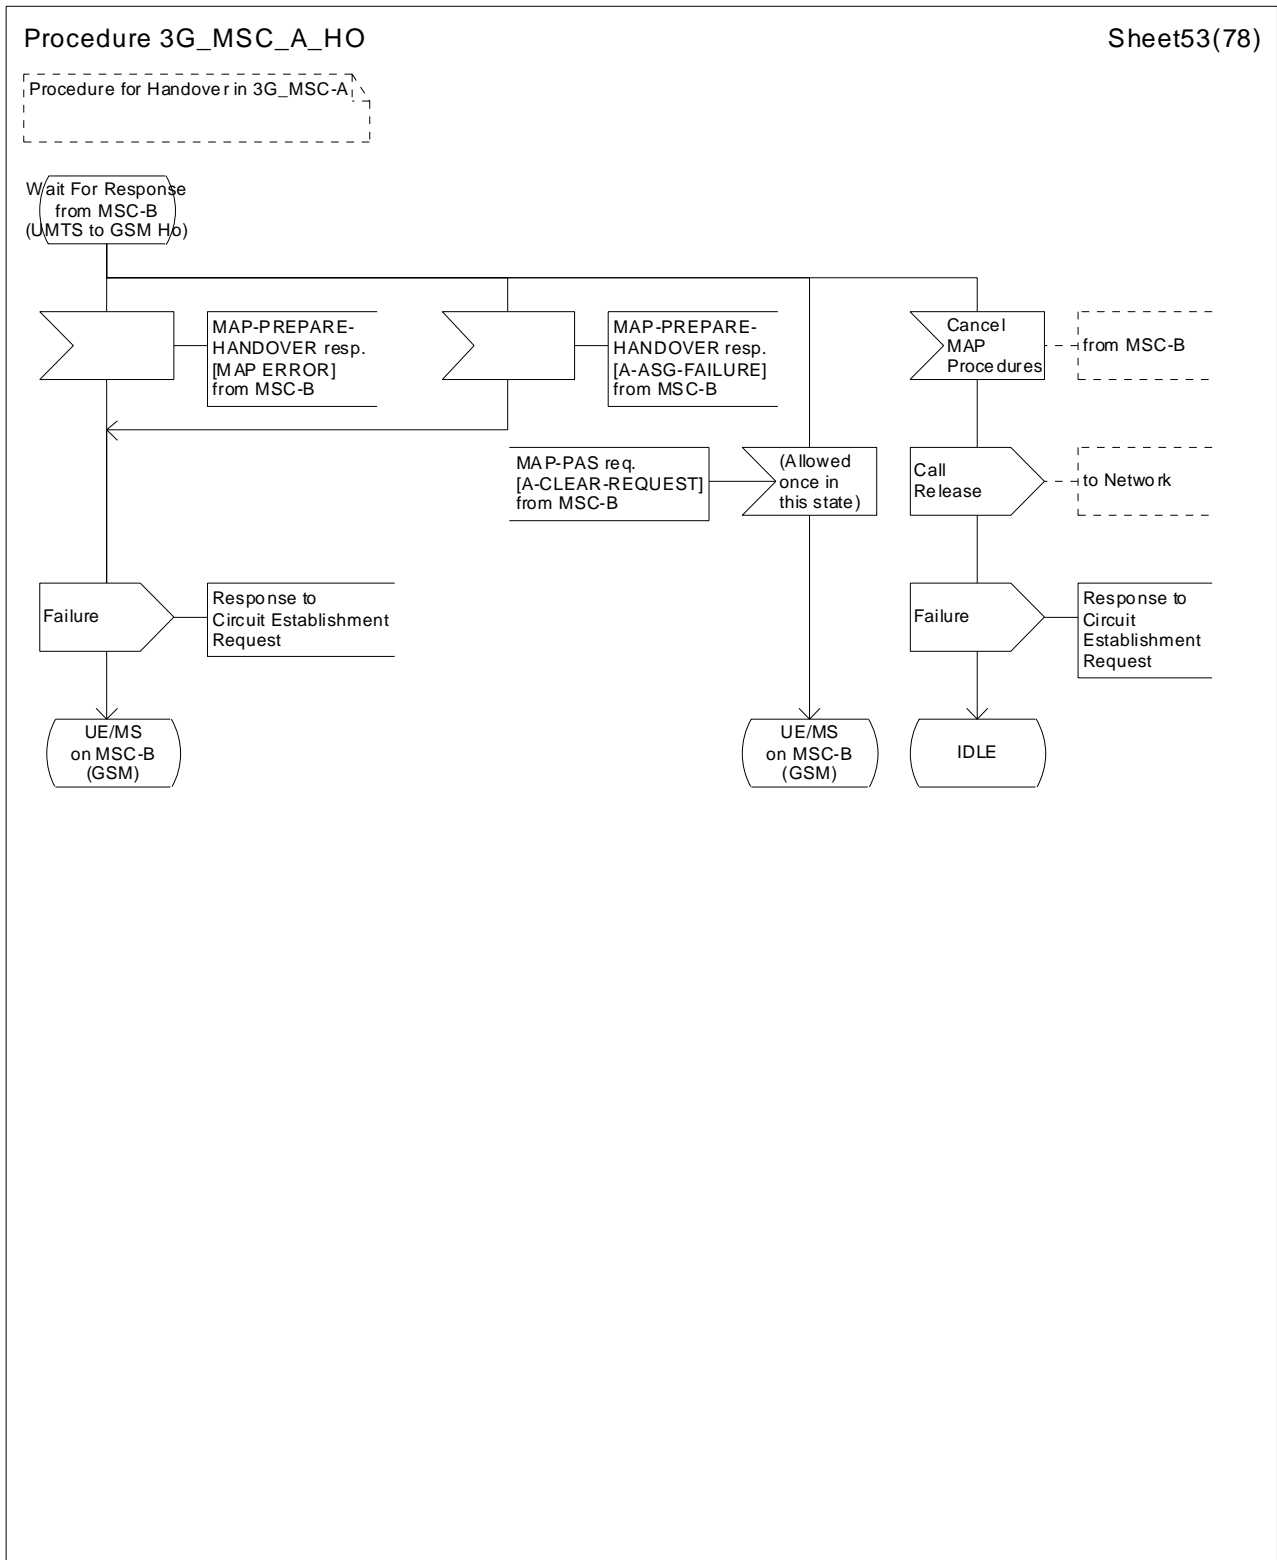 Procedure 3G_MSC_A_HO
Sheet53(78)
Procedure for Handover in 3G_MSC-A
Wait For Response
from MSC-B
(UMTS to GSM Ho)
MAP-PREPARE-
HANDOVER resp.
[MAP ERROR]
from MSC-B
MAP-PREPARE-
HANDOVER resp.
[A-ASG-FAILURE]
from MSC-B
Cancel
MAP
Procedures
from MSC-B
MAP-PAS req.
[A-CLEAR-REQUEST]
from MSC-B
(Allowed
once in
this state)
Call
Release
to Network
Failure
Response to
Circuit Establishment
Request
Failure
Response to
Circuit
Establishment
Request
UE/MS
on MSC-B
(GSM)
UE/MS
on MSC-B
(GSM)
IDLE